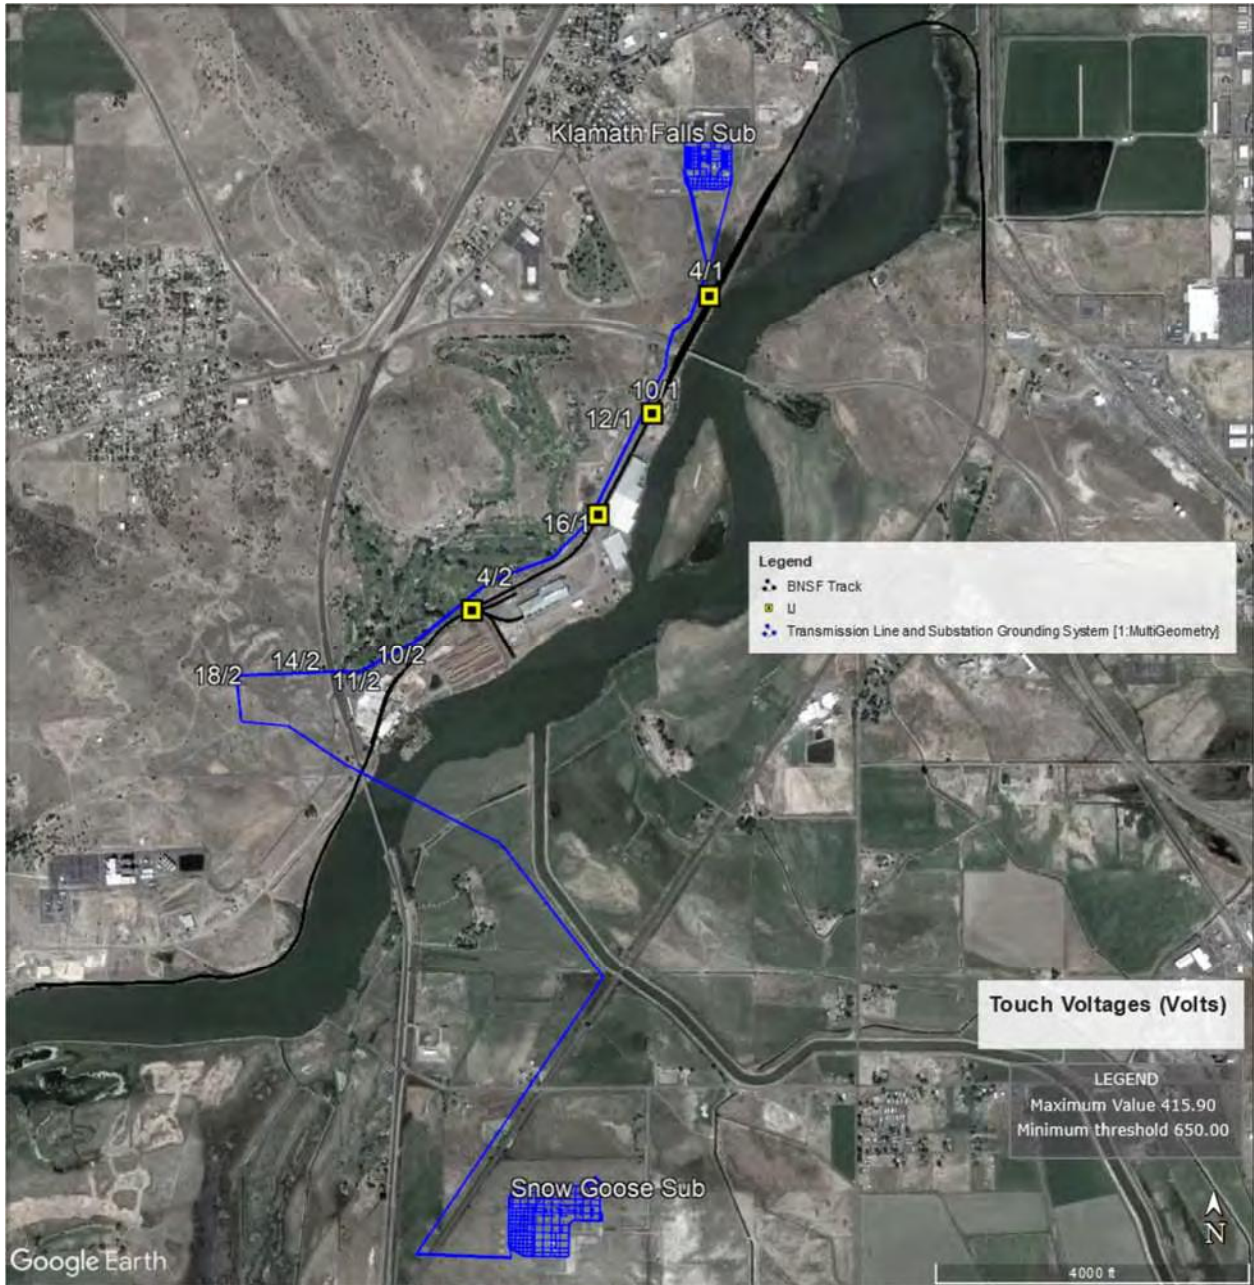 Klamath Falls Sub
4/1
10/1
12/1
16/1
4/2
Legend
BNSF Track
IJ
Transmission Line and Substation Grounding System [1:MultiGeometry]
10/2
14/2
18/2
11/2
Touch Voltages (Volts)
LEGEND
Maximum Value 415.90
Minimum threshold 650.00
Snow Goose Sub
N
Google Earth
4000 ft